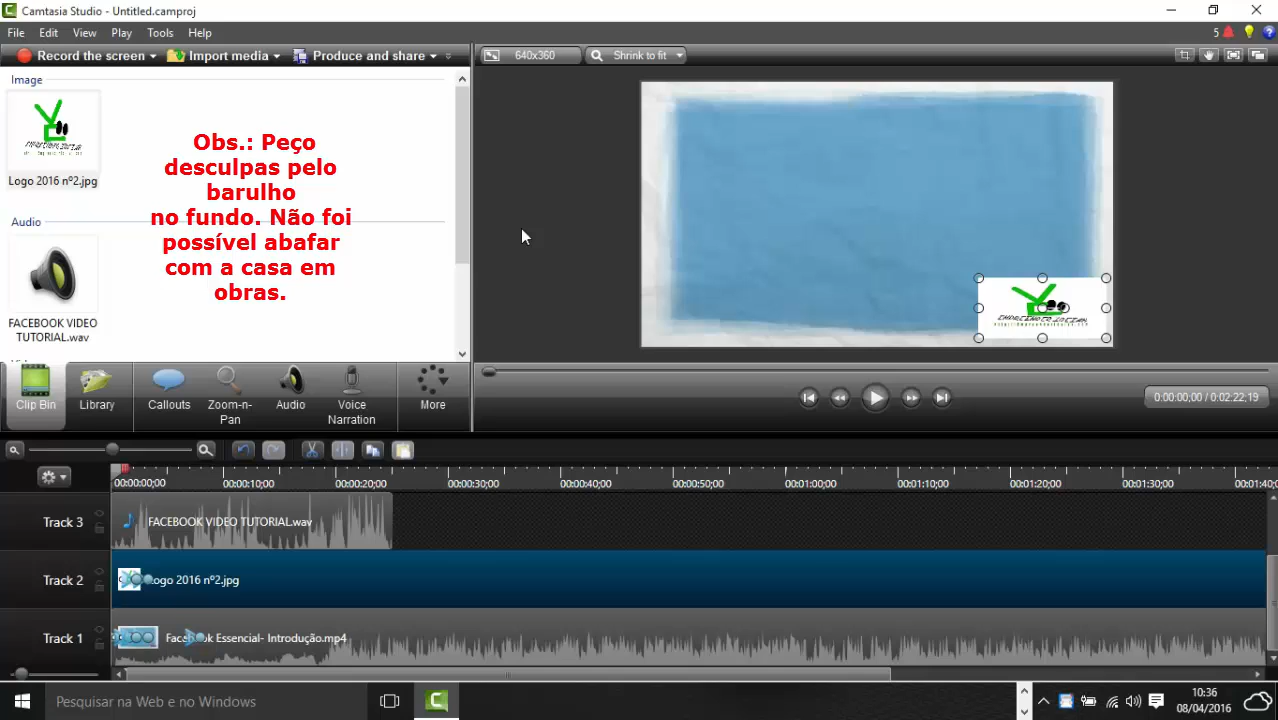 Camtasia Studio - Untitled.camproj
File Edit View Play Tools Help
5
Record the screen Import media Produce and share
640x360 Shrink to fit
Image
Logo 2016 nº2.jpg
Obs.: Peço
desculpas pelo
barulho
no fundo. Não foi
possível abafar
com a casa em
obras.
Audio
FACEBOOK VIDEO
TUTORIAL.wav
Clip Bin Library Callouts Zoom-n-
Pan Audio Voice
Narration More
0:00:00;00 / 0:02:22;19
00:00:00;00 00:00:10;00 00:00:20;00 00:00:30;00 00:00:40;00 00:00:50;00 00:01:00;00 00:01:10;00 00:01:20;00 00:01:30;00
Track 3 FACEBOOK VIDEO TUTORIAL.wav
Track 2 Logo 2016 nº2.jpg
Track 1 Facebook Essencial- Introdução.mp4
Pesquisar na Web e no Windows
10:36
08/04/2016